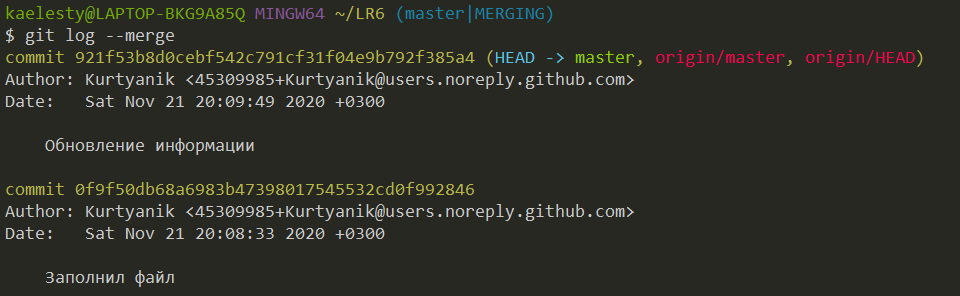 kaelesty@LAPTOP-BKG9A85Q MINGW64 ~/LR6 (master|MERGING)
$ git log --merge
commit 921f53b8d0cebf542c791cf31f04e9b792f385a4 (HEAD -> master, origin/master, origin/HEAD)
Author: Kurtyanik <45309985+Kurtyanik@users.noreply.github.com>
Date:   Sat Nov 21 20:09:49 2020 +0300
Обновление информации
commit 0f9f50db68a6983b47398017545532cd0f992846
Author: Kurtyanik <45309985+Kurtyanik@users.noreply.github.com>
Date:   Sat Nov 21 20:08:33 2020 +0300
Заполнил файл